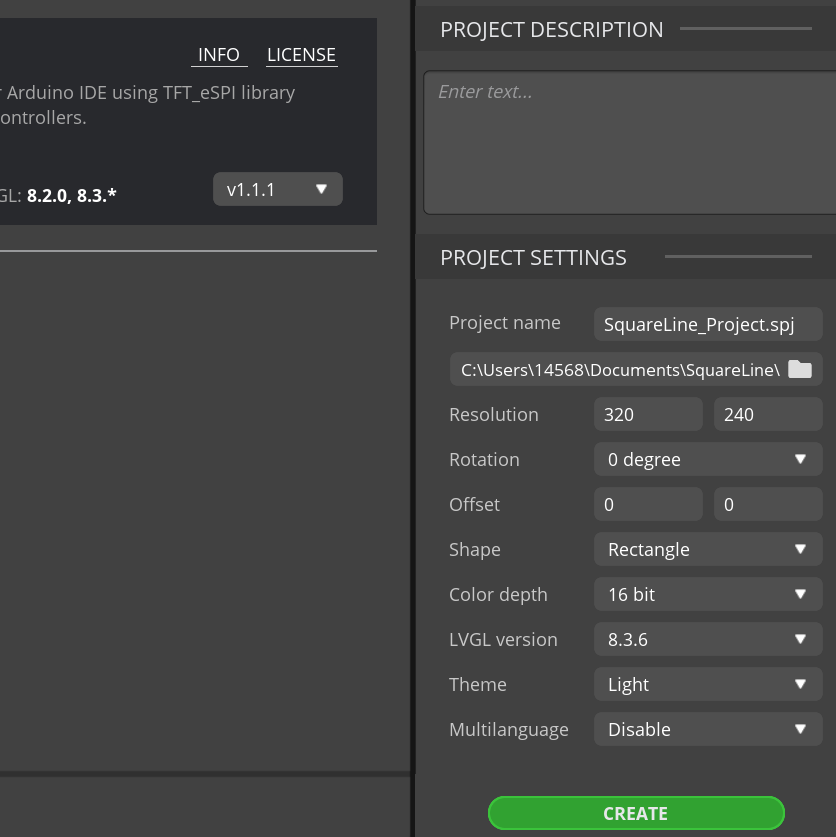 INFO LICENSE
r Arduino IDE using TFT_eSPI library
ontrollers.
GL: 8.2.0, 8.3.*
v1.1.1
PROJECT DESCRIPTION
Enter text...
PROJECT SETTINGS
Project name SquareLine_Project.spj
C:\Users\14568\Documents\SquareLine\
Resolution 320 240
Rotation 0 degree
Offset 0 0
Shape Rectangle
Color depth 16 bit
LVGL version 8.3.6
Theme Light
Multilanguage Disable
CREATE